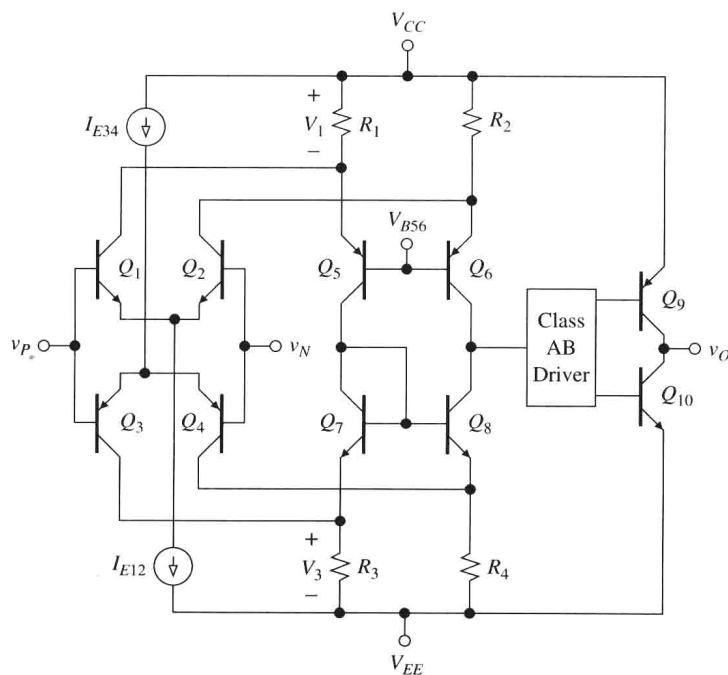 V_CC
I_E34
+
V_1
−
R_1
R_2
V_B56
Q_1
Q_2
Q_5
Q_6
Q_9
v_P
v_N
Class
AB
Driver
v_O
Q_3
Q_4
Q_7
Q_8
Q_10
I_E12
+
V_3
−
R_3
R_4
V_EE